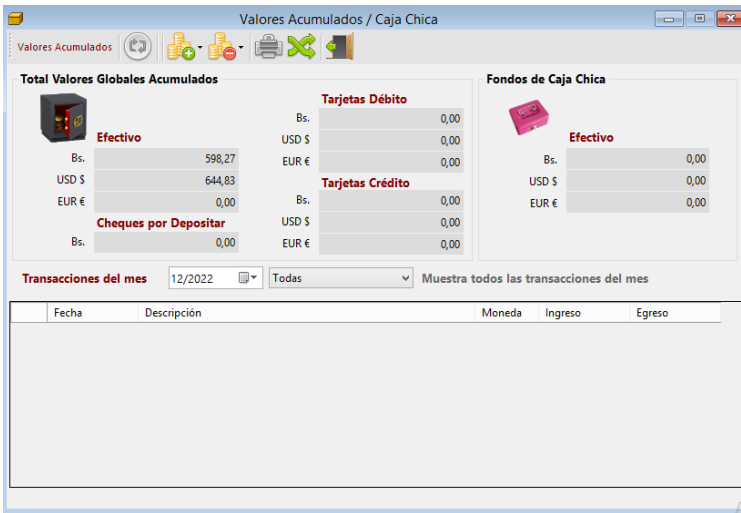 Valores Acumulados / Caja Chica
Valores Acumulados
Total Valores Globales Acumulados
Efectivo
Bs. 598,27
USD $ 644,83
EUR € 0,00
Cheques por Depositar
Bs. 0,00
Tarjetas Débito
Bs. 0,00
USD $ 0,00
EUR € 0,00
Tarjetas Crédito
Bs. 0,00
USD $ 0,00
EUR € 0,00
Fondos de Caja Chica
Efectivo
Bs. 0,00
USD $ 0,00
EUR € 0,00
Transacciones del mes 12/2022 Todas Muestra todos las transacciones del mes
Fecha Descripción Moneda Ingreso Egreso